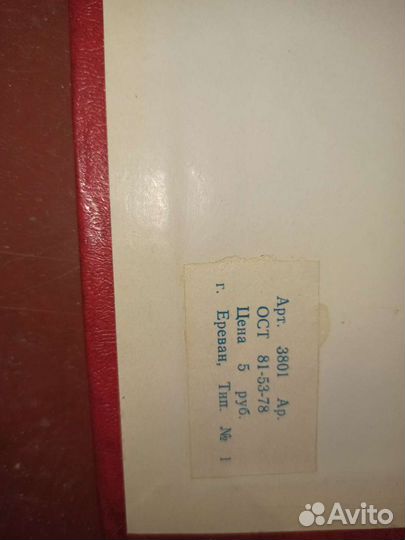 Арт. 3801 Ар.
ОСТ 81-53-78
Цена 5 руб.
г. Ереван, Тип. № 1
Avito